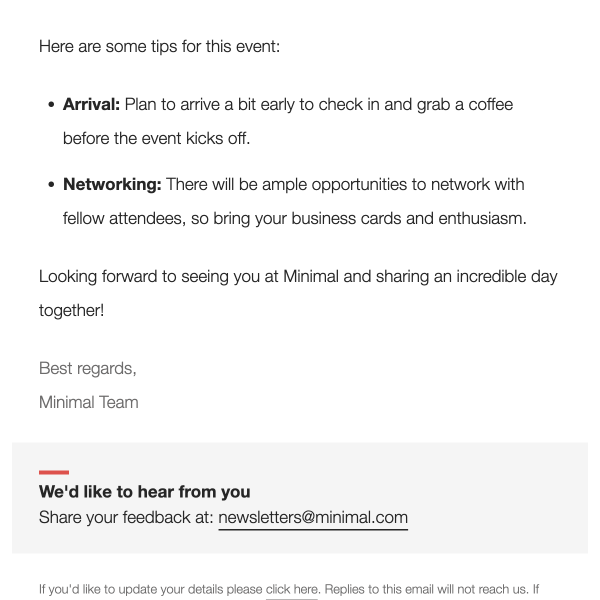 Here are some tips for this event:
• Arrival: Plan to arrive a bit early to check in and grab a coffee
before the event kicks off.
• Networking: There will be ample opportunities to network with
fellow attendees, so bring your business cards and enthusiasm.
Looking forward to seeing you at Minimal and sharing an incredible day
together!
Best regards,
Minimal Team
We'd like to hear from you
Share your feedback at: newsletters@minimal.com
If you'd like to update your details please click here. Replies to this email will not reach us. If